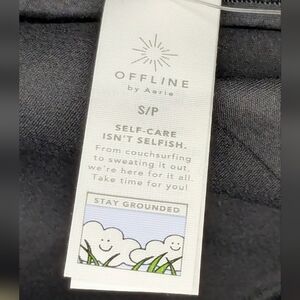 OFFLINE
by Aerie
S/P
SELF-CARE
ISN'T SELFISH.
From couchsurfing
to sweating it out,
we're here for it all.
Take time for you!
STAY GROUNDED